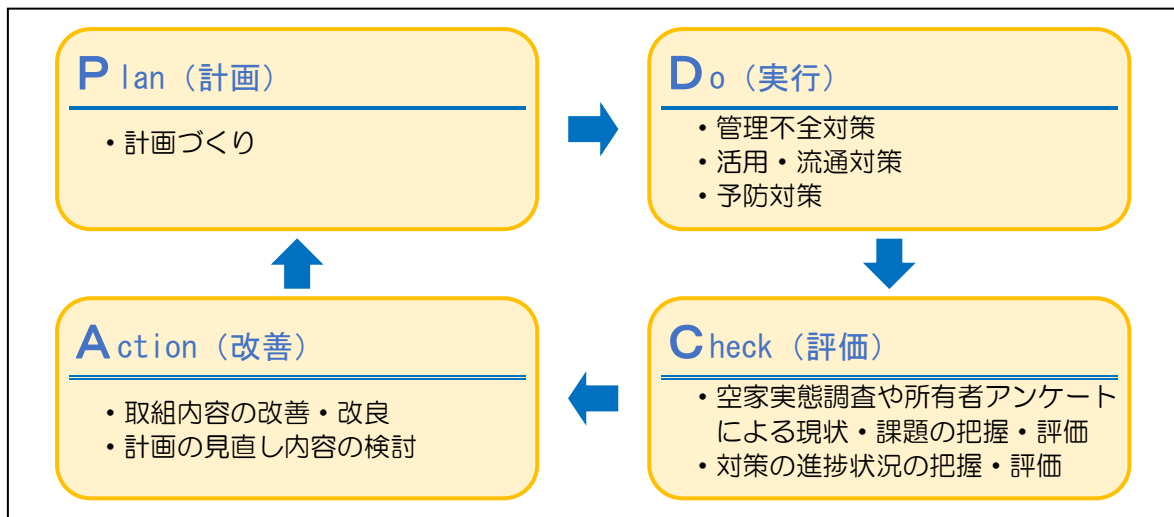 Plan（計画）
・計画づくり
Do（実行）
・管理不全対策
・活用・流通対策
・予防対策
Action（改善）
・取組内容の改善・改良
・計画の見直し内容の検討
Check（評価）
・空家実態調査や所有者アンケート
による現状・課題の把握・評価
・対策の進捗状況の把握・評価